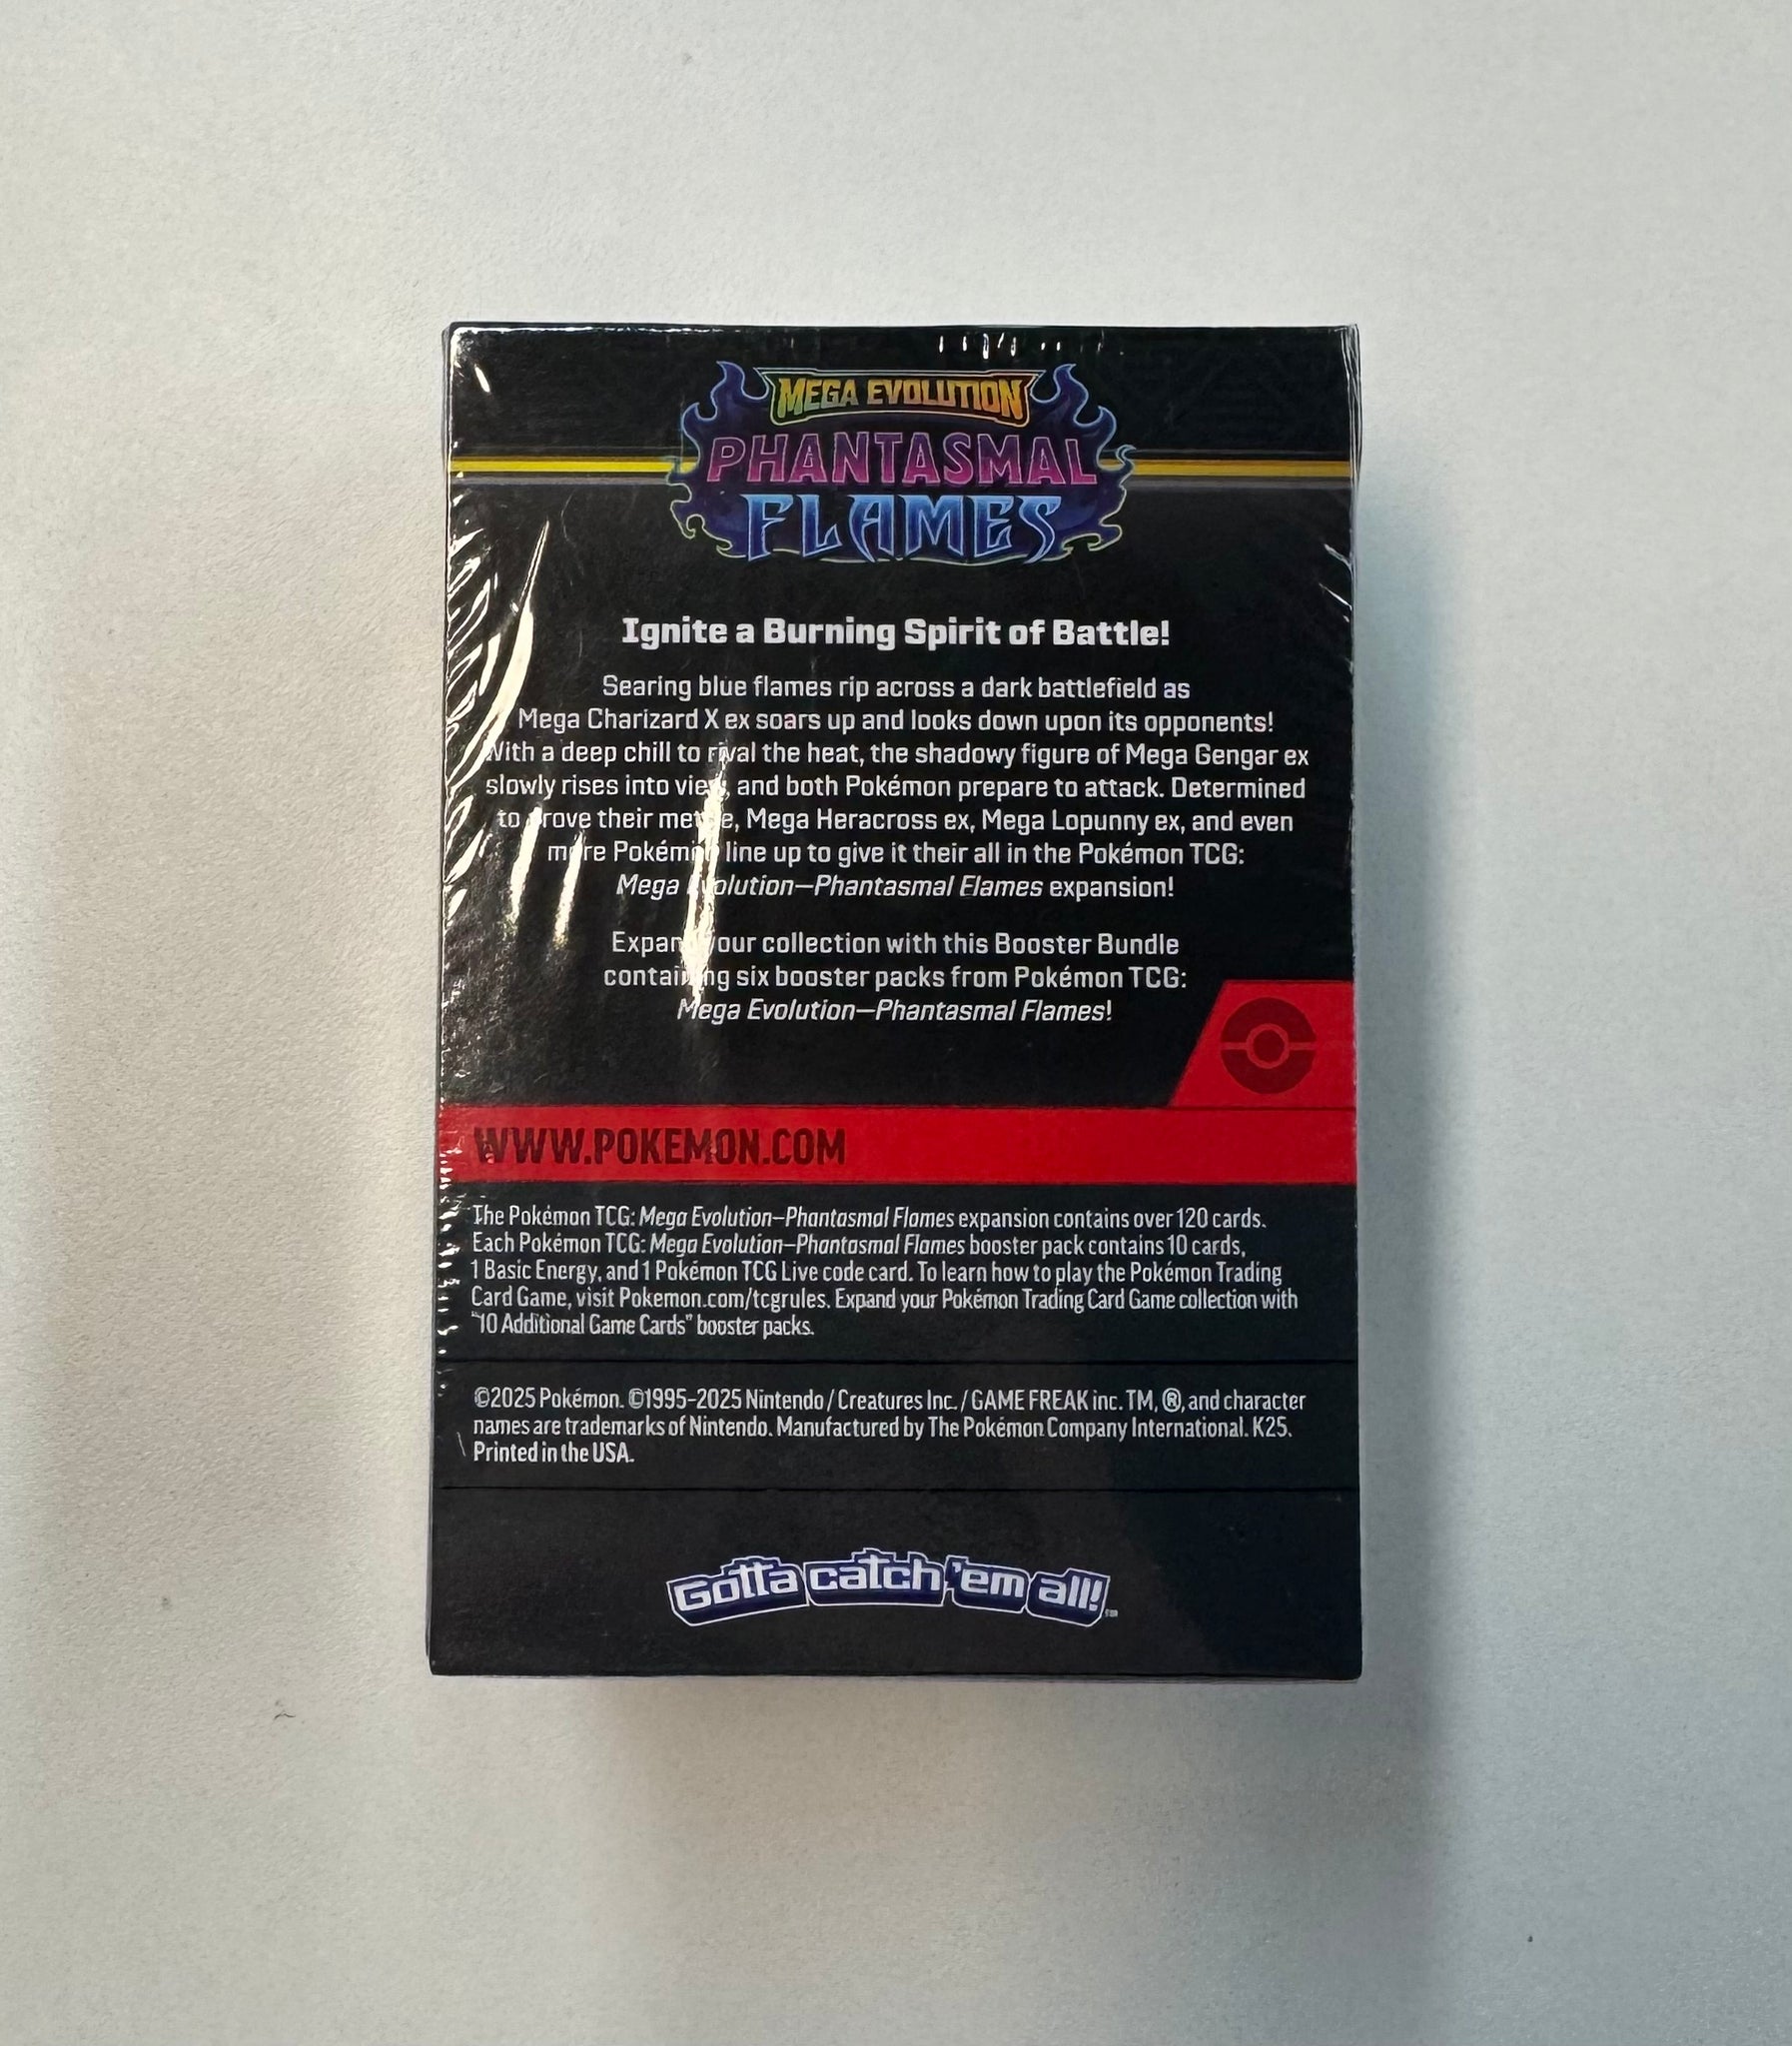 MEGA EVOLUTION
PHANTASMAL
FLAMES
Ignite a Burning Spirit of Battle!
Searing blue flames rip across a dark battlefield as
Mega Charizard X ex soars up and looks down upon its opponents!
With a deep chill to rival the heat, the shadowy figure of Mega Gengar ex
slowly rises into view, and both Pokémon prepare to attack. Determined
to prove their mettle, Mega Heracross ex, Mega Lopunny ex, and even
more Pokémon line up to give it their all in the Pokémon TCG:
Mega Evolution—Phantasmal Flames expansion!
Expand your collection with this Booster Bundle
containing six booster packs from Pokémon TCG:
Mega Evolution—Phantasmal Flames!
WWW.POKEMON.COM
The Pokémon TCG: Mega Evolution—Phantasmal Flames expansion contains over 120 cards.
Each Pokémon TCG: Mega Evolution—Phantasmal Flames booster pack contains 10 cards,
1 Basic Energy, and 1 Pokémon TCG Live code card. To learn how to play the Pokémon Trading
Card Game, visit Pokemon.com/tcgrules. Expand your Pokémon Trading Card Game collection with
"10 Additional Game Cards" booster packs.
©2025 Pokémon. ©1995–2025 Nintendo / Creatures Inc. / GAME FREAK inc. TM, ®, and character
names are trademarks of Nintendo. Manufactured by The Pokémon Company International. K25.
Printed in the USA.
Gotta catch 'em all!™